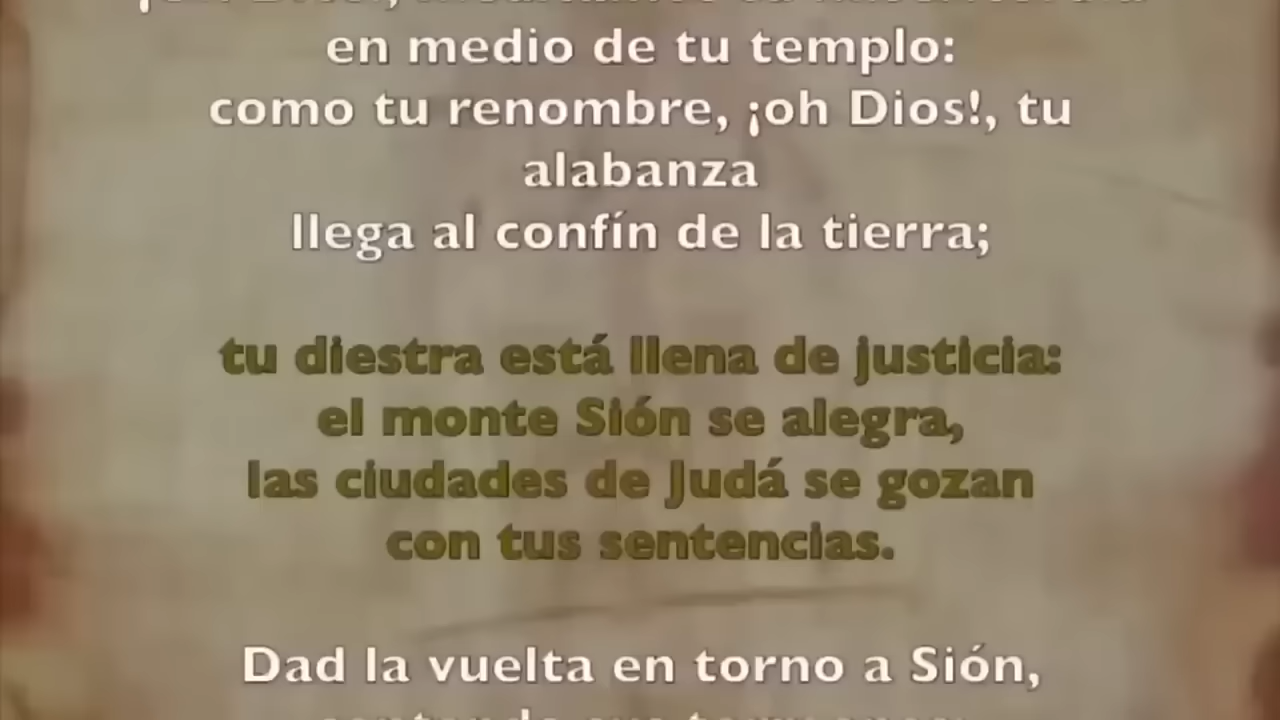 en medio de tu templo:
como tu renombre, ¡oh Dios!, tu
alabanza
llega al confín de la tierra;
tu diestra está llena de justicia:
el monte Sión se alegra,
las ciudades de Judá se gozan
con tus sentencias.
Dad la vuelta en torno a Sión,